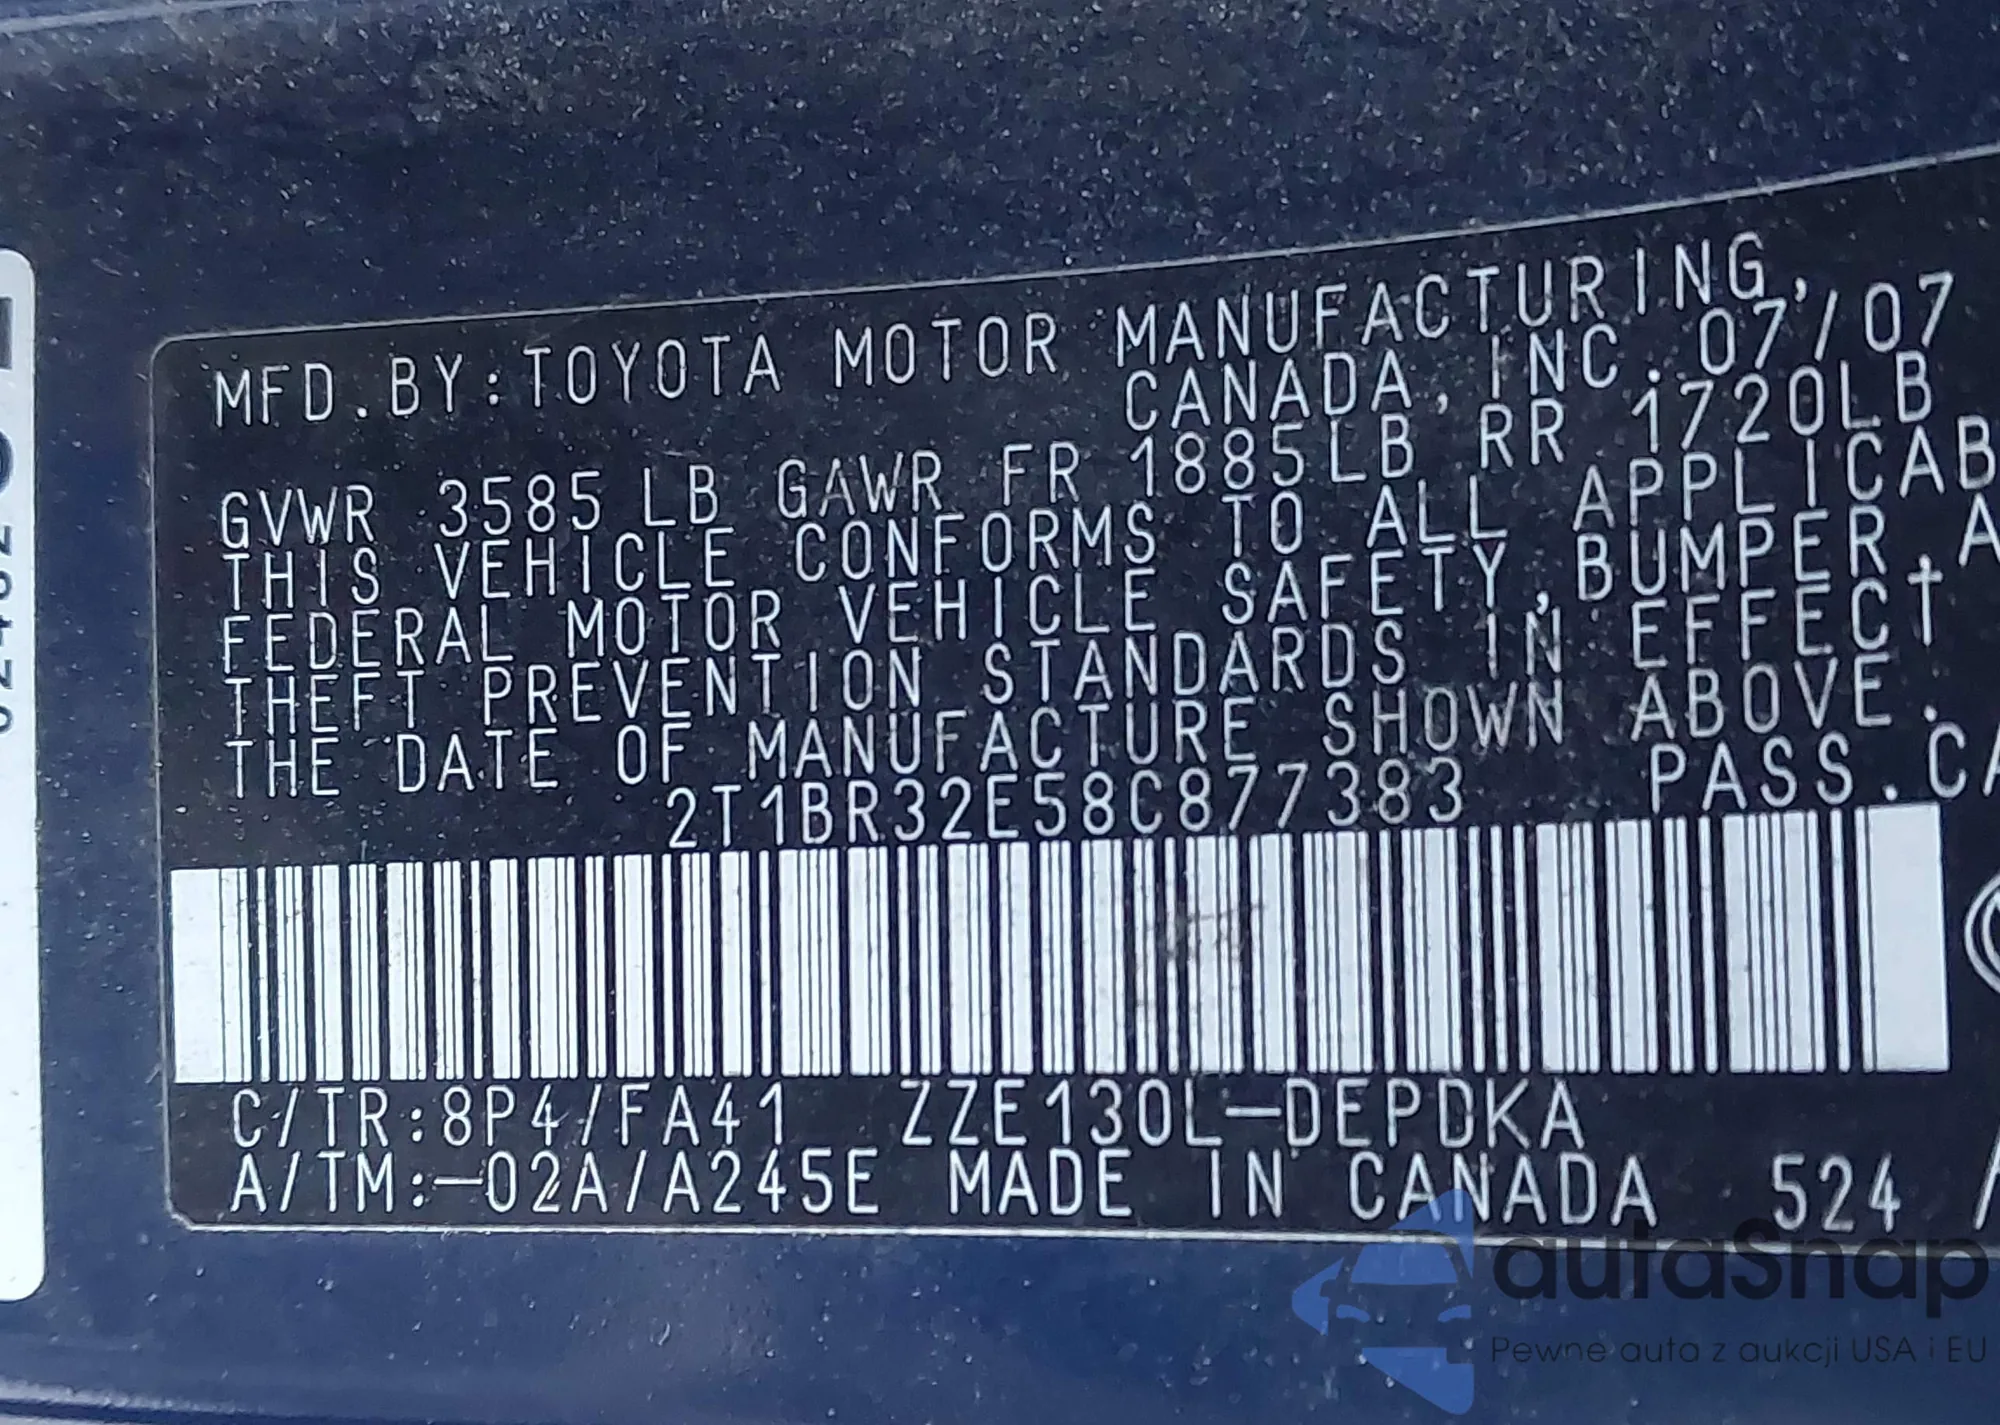 MFD.BY:TOYOTA MOTOR MANUFACTURING,
CANADA, INC. 07/07
GVWR 3585 LB GAWR FR 1885LB RR 1720LB
THIS VEHICLE CONFORMS TO ALL APPLICAB
FEDERAL MOTOR VEHICLE SAFETY, BUMPER, A
THEFT PREVENTION STANDARDS IN EFFECT
THE DATE OF MANUFACTURE SHOWN ABOVE.
2T1BR32E58C877383 PASS.CA
C/TR:8P4/FA41 ZZE130L-DEPDKA
A/TM:-02A/A245E MADE IN CANADA 524
autaSnap
Pewne auta z aukcji USA i EU